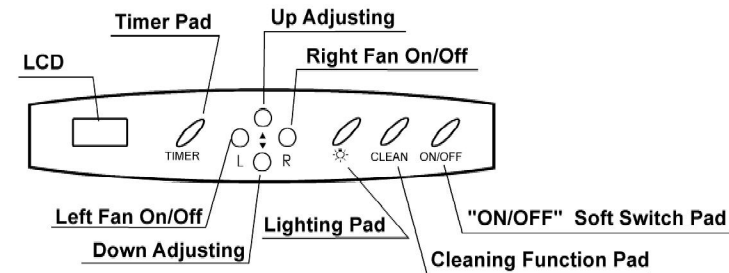 Timer Pad
Up Adjusting
Right Fan On/Off
LCD
TIMER
L
R
CLEAN
ON/OFF
Left Fan On/Off
Lighting Pad
"ON/OFF" Soft Switch Pad
Down Adjusting
Cleaning Function Pad